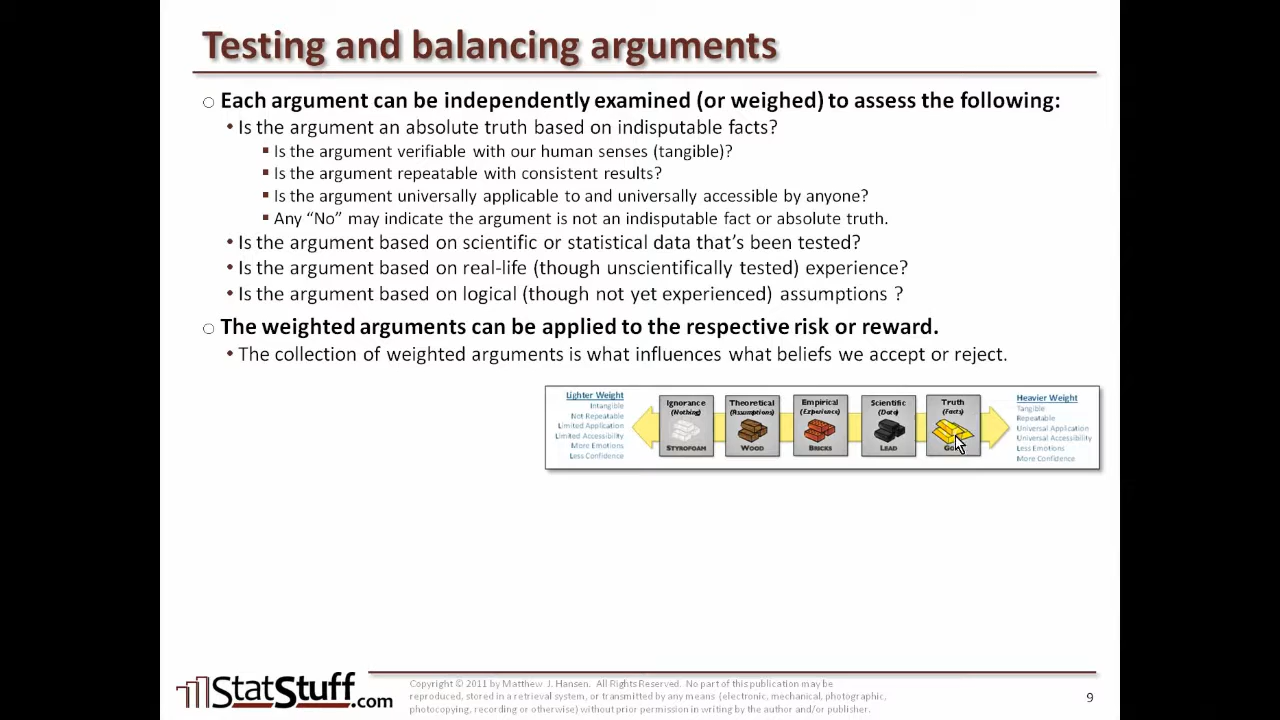 Testing and balancing arguments
Each argument can be independently examined (or weighed) to assess the following:
Is the argument an absolute truth based on indisputable facts?
Is the argument verifiable with our human senses (tangible)?
Is the argument repeatable with consistent results?
Is the argument universally applicable to and universally accessible by anyone?
Any “No” may indicate the argument is not an indisputable fact or absolute truth.
Is the argument based on scientific or statistical data that’s been tested?
Is the argument based on real-life (though unscientifically tested) experience?
Is the argument based on logical (though not yet experienced) assumptions ?
The weighted arguments can be applied to the respective risk or reward.
The collection of weighted arguments is what influences what beliefs we accept or reject.
Lighter Weight
Intangible
Not Repeatable
Limited Application
Limited Accessibility
More Emotions
Less Confidence
Ignorance
(Nothing)
STYROFOAM
Theoretical
(Assumptions)
WOOD
Empirical
(Experience)
BRICKS
Scientific
(Data)
LEAD
Truth
(Facts)
Heavier Weight
Tangible
Repeatable
Universal Application
Universal Accessibility
Less Emotions
More Confidence
StatStuff.com
Copyright © 2011 by Matthew J. Hansen. All Rights Reserved. No part of this publication may be
reproduced, stored in a retrieval system, or transmitted by any means (electronic, mechanical, photographic,
photocopying, recording or otherwise) without prior permission in writing by the author and/or publisher.
9